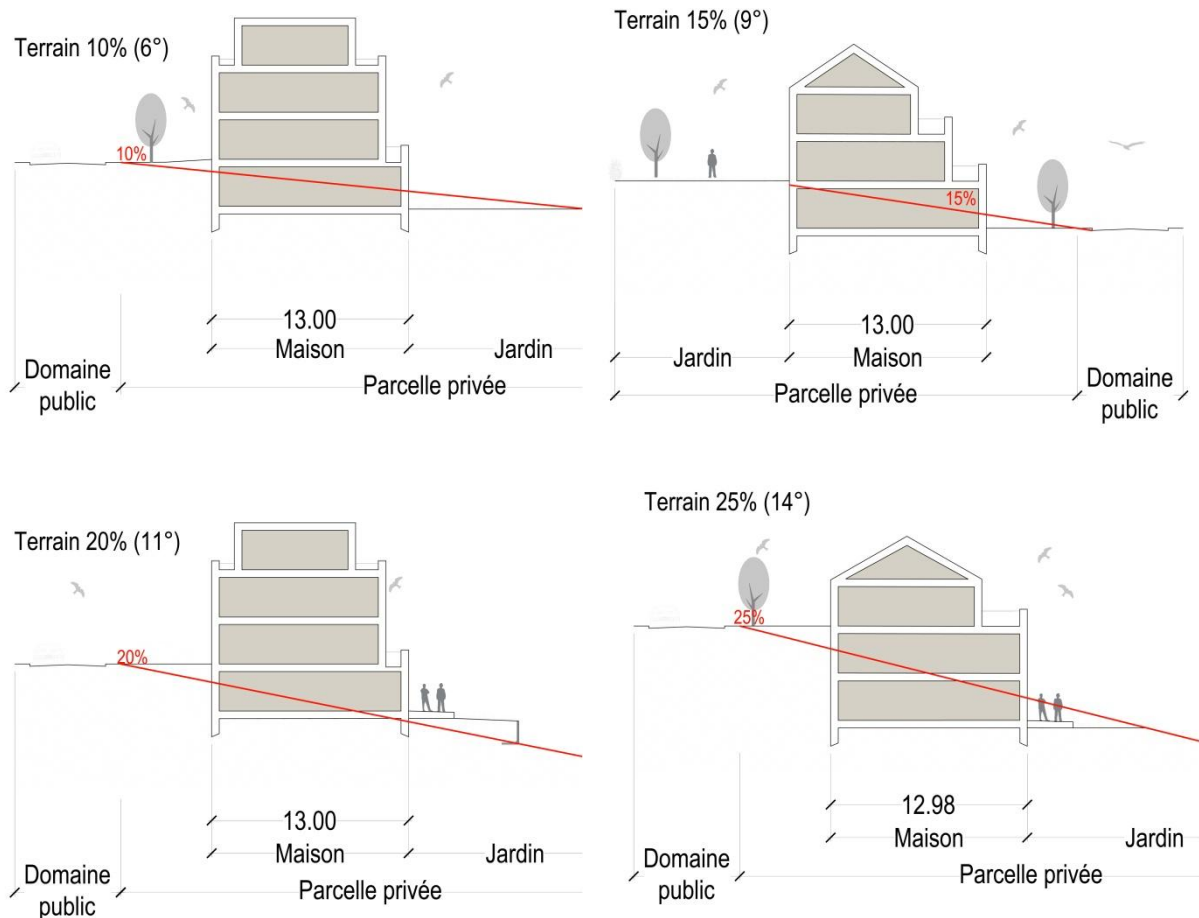 Terrain 10% (6°)
10%
13.00
Maison
Jardin
Domaine
public
Parcelle privée
Terrain 15% (9°)
15%
13.00
Jardin
Maison
Parcelle privée
Domaine
public
Terrain 20% (11°)
20%
13.00
Maison
Jardin
Domaine
public
Parcelle privée
Terrain 25% (14°)
25%
12.98
Maison
Jardin
Domaine
public
Parcelle privée